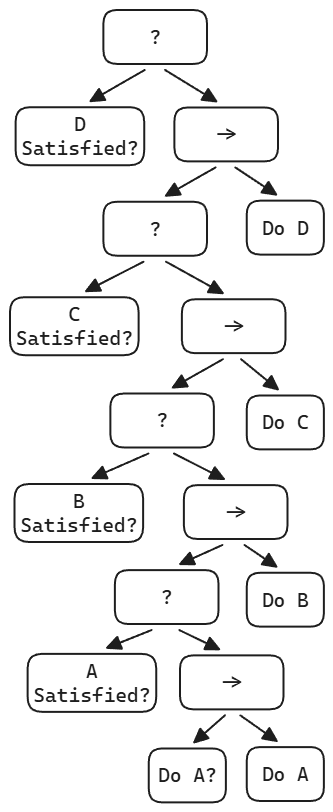 ?
D
Satisfied?
→
?
Do D
C
Satisfied?
→
?
Do C
B
Satisfied?
→
?
Do B
A
Satisfied?
→
Do A?
Do A